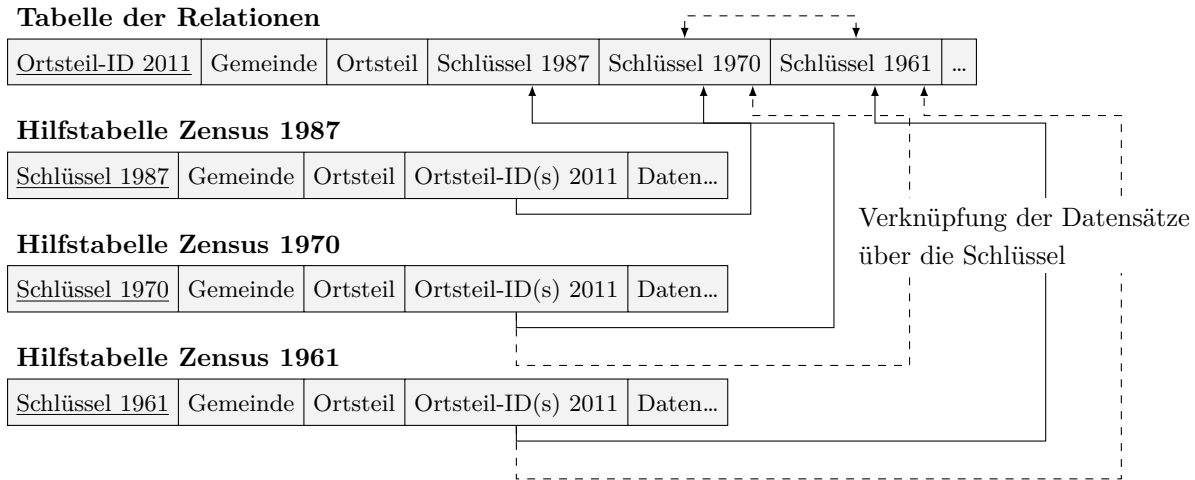 Tabelle der Relationen
Ortsteil-ID 2011 Gemeinde Ortsteil Schlüssel 1987 Schlüssel 1970 Schlüssel 1961 …
Hilfstabelle Zensus 1987
Schlüssel 1987 Gemeinde Ortsteil Ortsteil-ID(s) 2011 Daten…
Verknüpfung der Datensätze
über die Schlüssel
Hilfstabelle Zensus 1970
Schlüssel 1970 Gemeinde Ortsteil Ortsteil-ID(s) 2011 Daten…
Hilfstabelle Zensus 1961
Schlüssel 1961 Gemeinde Ortsteil Ortsteil-ID(s) 2011 Daten…